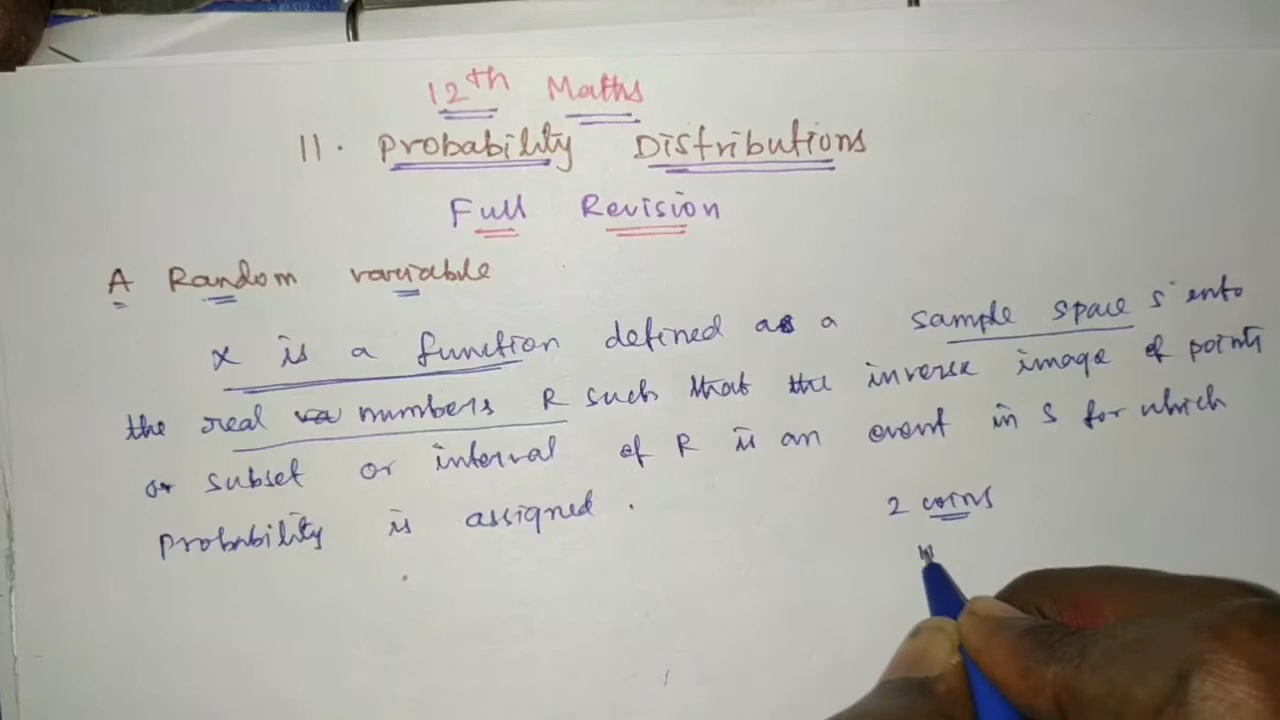 12th Maths
11. Probability Distributions
Full Revision
A Random variable
X is a function defined as a sample space S into
the real numbers R such that the inverse image of points
or subset or interval of R is an event in S for which
probability is assigned.
2 coins